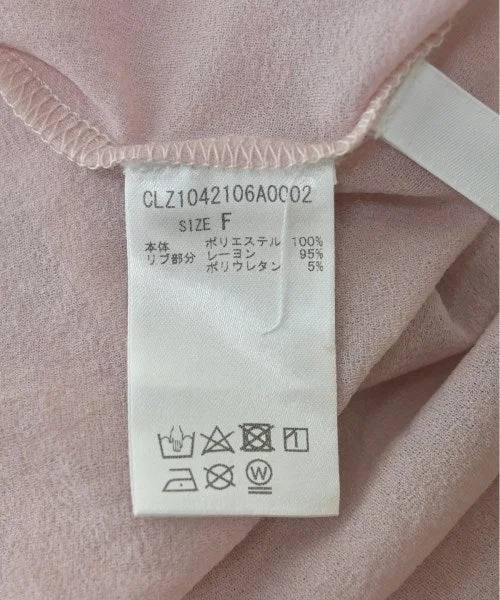 CLZ1042106A0002
SIZE F
本体 ポリエステル 100%
リブ部分 レーヨン 95%
ポリウレタン 5%
W